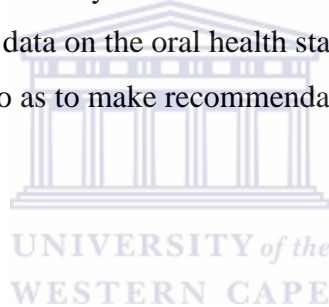 data on the oral health sta
o as to make recommenda
UNIVERSITY of the
WESTERN CAPE